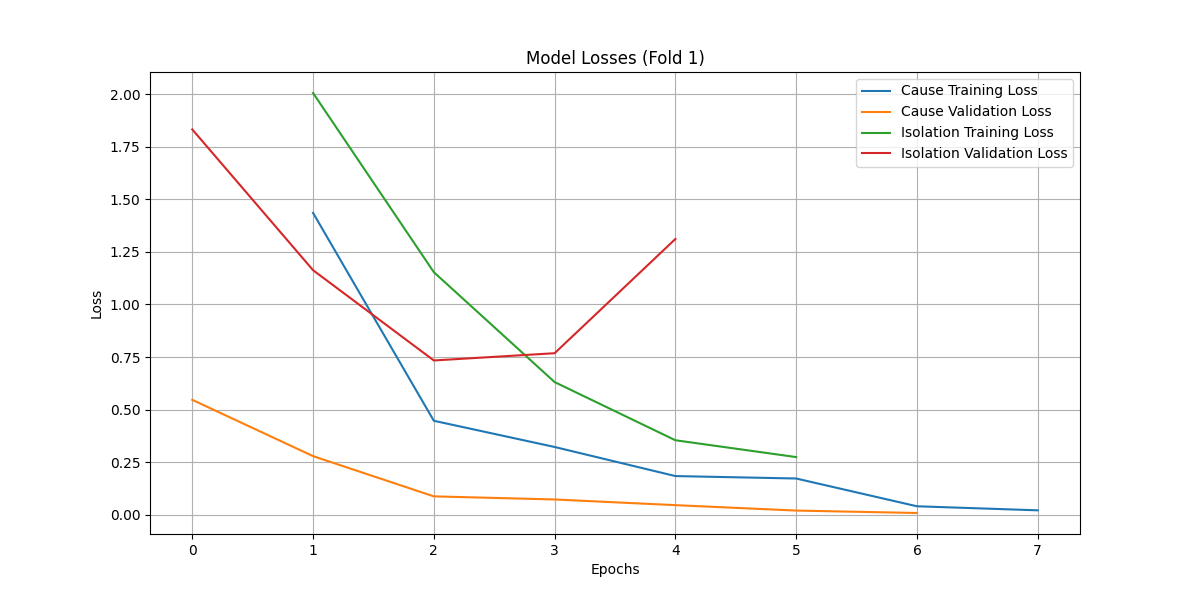 Model Losses (Fold 1)
Cause Training Loss
Cause Validation Loss
Isolation Training Loss
Isolation Validation Loss
Loss
2.00
1.75
1.50
1.25
1.00
0.75
0.50
0.25
0.00
0 1 2 3 4 5 6 7
Epochs